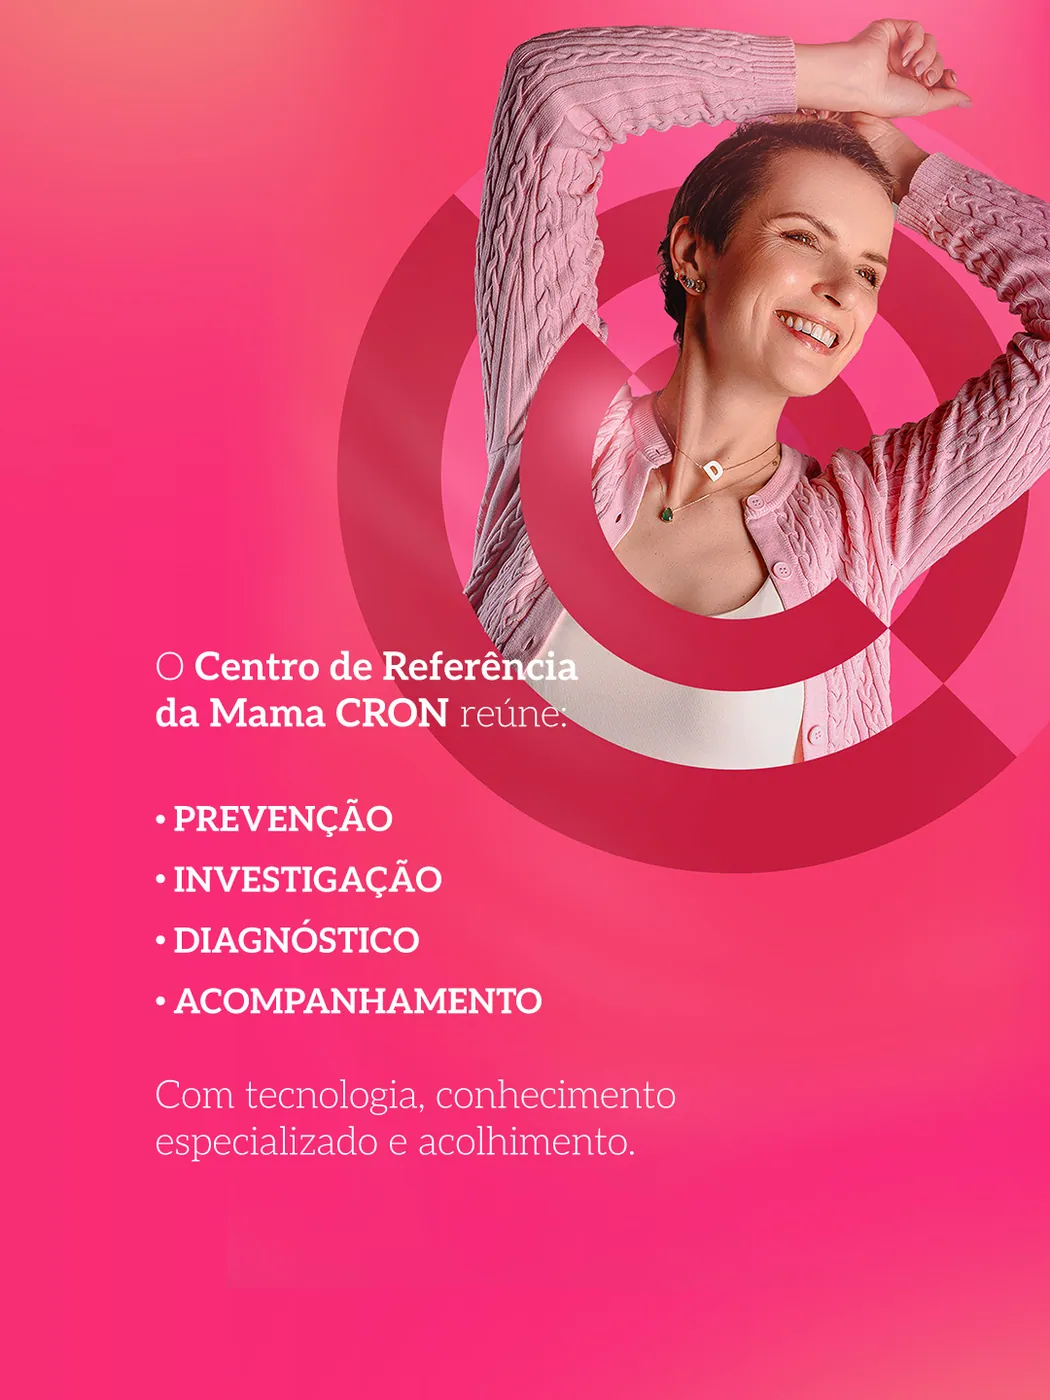 O Centro de Referência
da Mama CRON reúne:
• PREVENÇÃO
• INVESTIGAÇÃO
• DIAGNÓSTICO
• ACOMPANHAMENTO
Com tecnologia, conhecimento
especializado e acolhimento.
D